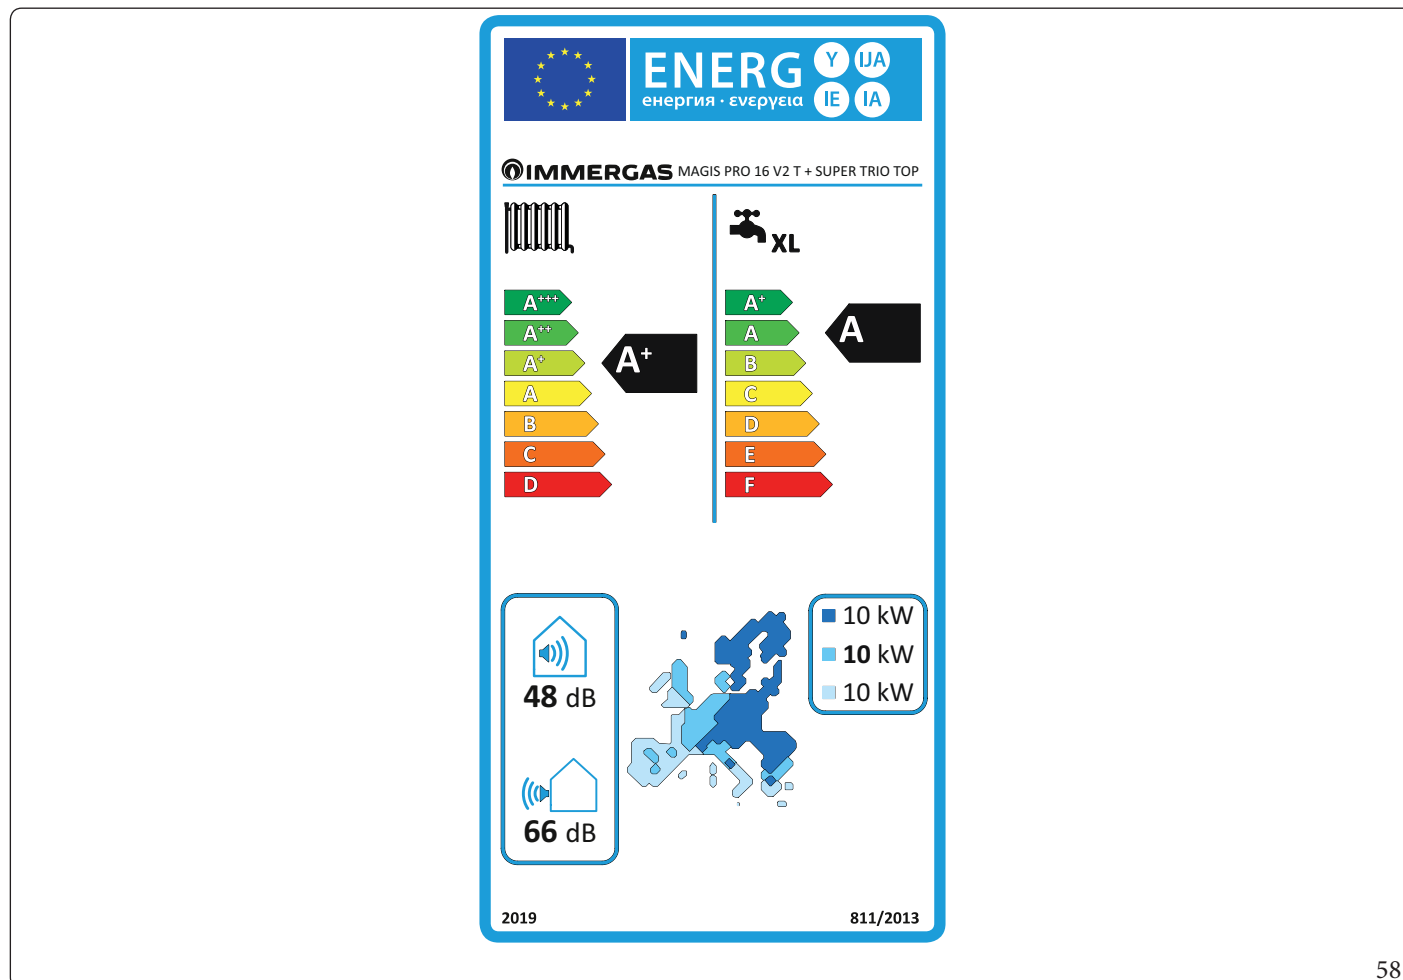 ENERG Y IJA
енергия · ενεργεια IE IA
IMMERGAS MAGIS PRO 16 V2 T + SUPER TRIO TOP
XL
A+++
A++
A+
A
B
C
D
A+
A+
A
B
C
D
E
F
A
48 dB
66 dB
10 kW
10 kW
10 kW
2019
811/2013
58